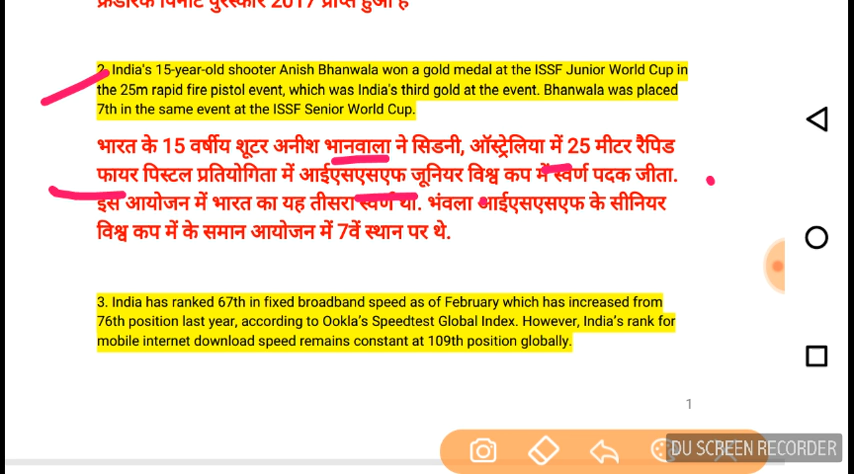 फ्रेडरिक पिनाट पुरस्कार 2017 प्राप्त हुआ है
2. India's 15-year-old shooter Anish Bhanwala won a gold medal at the ISSF Junior World Cup in
the 25m rapid fire pistol event, which was India's third gold at the event. Bhanwala was placed
7th in the same event at the ISSF Senior World Cup.
भारत के 15 वर्षीय शूटर अनीश भानवाला ने सिडनी, ऑस्ट्रेलिया में 25 मीटर रैपिड
फायर पिस्टल प्रतियोगिता में आईएसएसएफ जूनियर विश्व कप में स्वर्ण पदक जीता.
इस आयोजन में भारत का यह तीसरा स्वर्ण था. भंवला आईएसएसएफ के सीनियर
विश्व कप में के समान आयोजन में 7वें स्थान पर थे.
3. India has ranked 67th in fixed broadband speed as of February which has increased from
76th position last year, according to Ookla's Speedtest Global Index. However, India's rank for
mobile internet download speed remains constant at 109th position globally.
1
DU SCREEN RECORDER